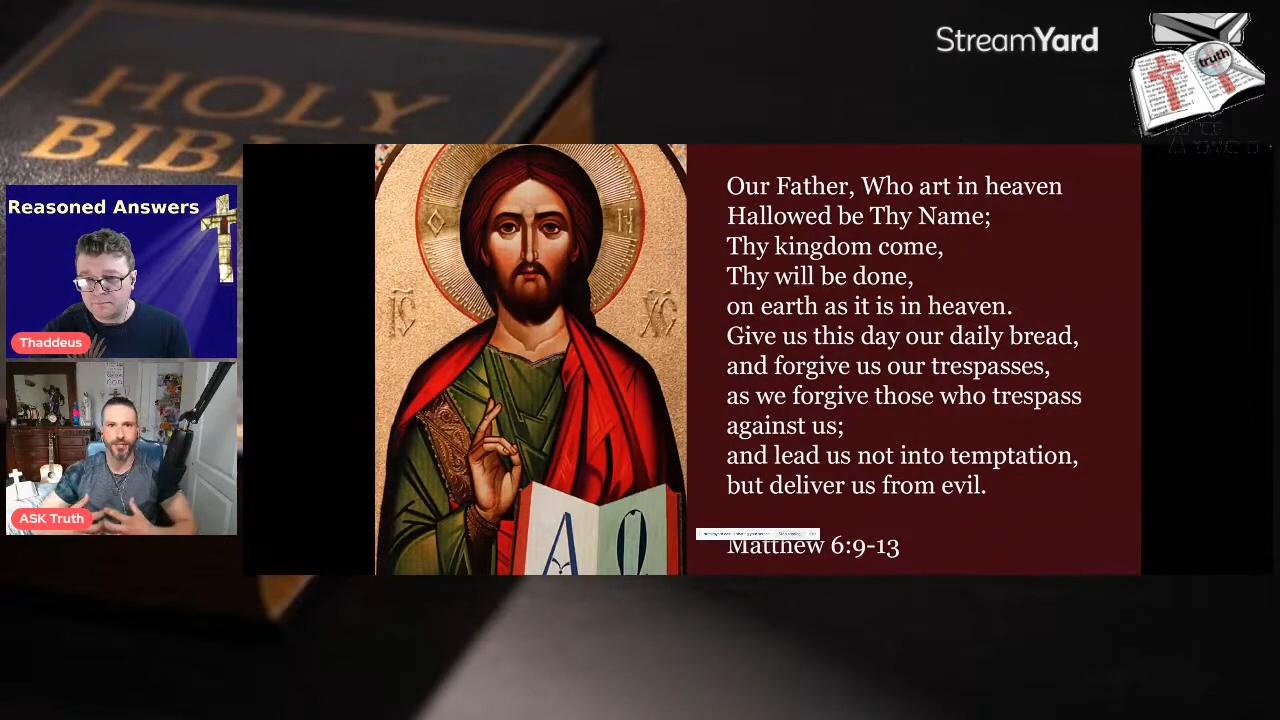 HOLY
BIB
StreamYard
truth
Reasoned Answers
Thaddeus
ASK Truth
Ο
Η
ΙC
ΧC
Α
Ω
Our Father, Who art in heaven
Hallowed be Thy Name;
Thy kingdom come,
Thy will be done,
on earth as it is in heaven.
Give us this day our daily bread,
and forgive us our trespasses,
as we forgive those who trespass
against us;
and lead us not into temptation,
but deliver us from evil.
Matthew 6:9-13